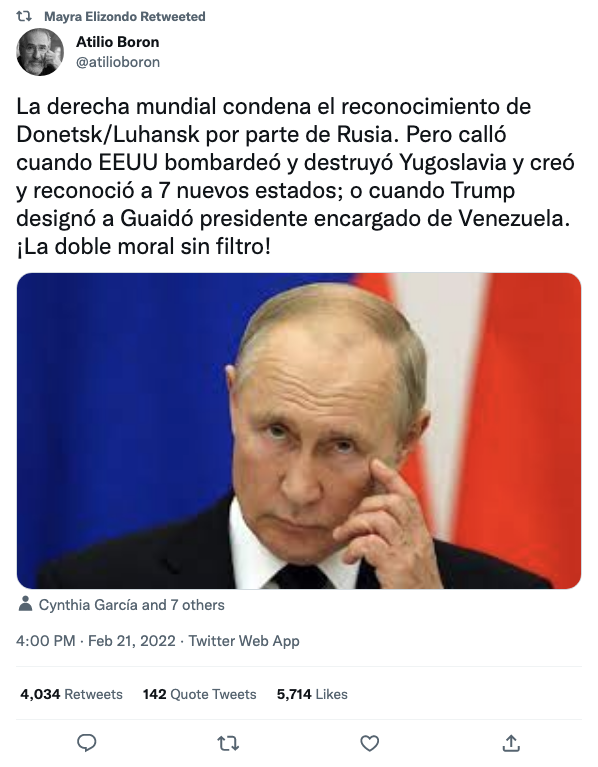 Mayra Elizondo Retweeted
Atilio Boron
@atilioboron
La derecha mundial condena el reconocimiento de
Donetsk/Luhansk por parte de Rusia. Pero calló
cuando EEUU bombardeó y destruyó Yugoslavia y creó
y reconoció a 7 nuevos estados; o cuando Trump
designó a Guaidó presidente encargado de Venezuela.
¡La doble moral sin filtro!
Cynthia García and 7 others
4:00 PM · Feb 21, 2022 · Twitter Web App
4,034 Retweets 142 Quote Tweets 5,714 Likes